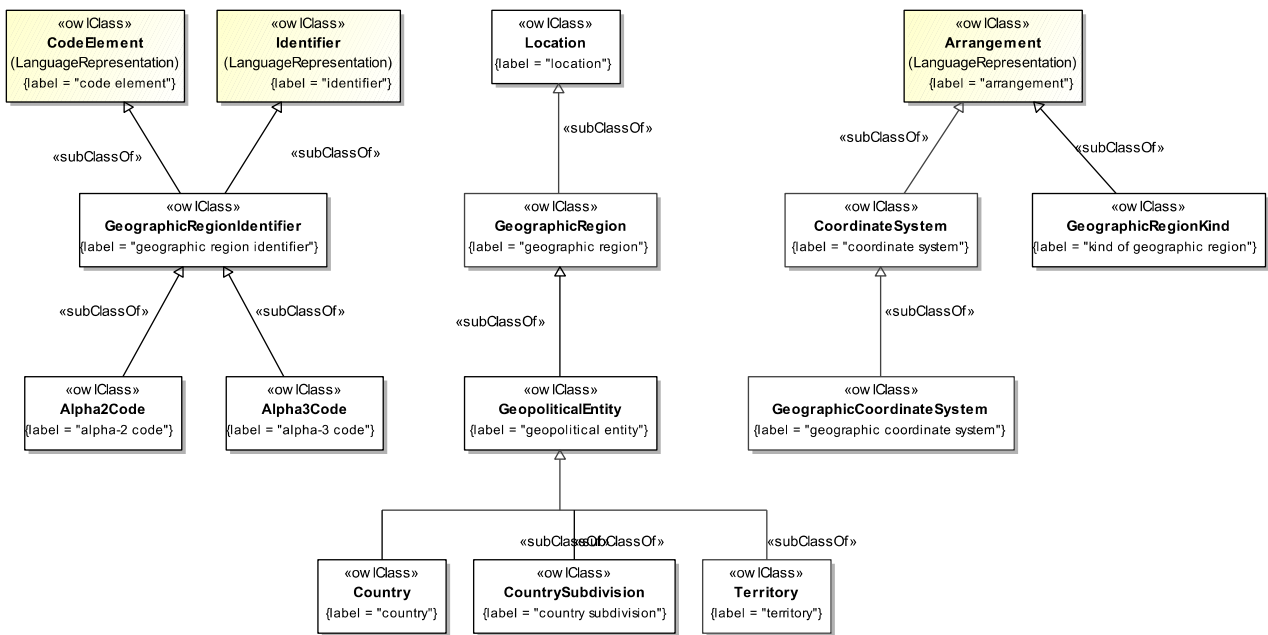 «owlClass»
CodeElement
(LanguageRepresentation)
{label = "code element"}
«owlClass»
Identifier
(LanguageRepresentation)
{label = "identifier"}
«owlClass»
Location
{label = "location"}
«owlClass»
Arrangement
(LanguageRepresentation)
{label = "arrangement"}
«subClassOf»
«subClassOf»
«subClassOf»
«subClassOf»
«subClassOf»
«owlClass»
GeographicRegionIdentifier
{label = "geographic region identifier"}
«owlClass»
GeographicRegion
{label = "geographic region"}
«owlClass»
CoordinateSystem
{label = "coordinate system"}
«owlClass»
GeographicRegionKind
{label = "kind of geographic region"}
«subClassOf»
«subClassOf»
«subClassOf»
«subClassOf»
«owlClass»
Alpha2Code
{label = "alpha-2 code"}
«owlClass»
Alpha3Code
{label = "alpha-3 code"}
«owlClass»
GeopoliticalEntity
{label = "geopolitical entity"}
«owlClass»
GeographicCoordinateSystem
{label = "geographic coordinate system"}
«subClassOf»
«subClassOf»
«subClassOf»
«owlClass»
Country
{label = "country"}
«owlClass»
CountrySubdivision
{label = "country subdivision"}
«owlClass»
Territory
{label = "territory"}